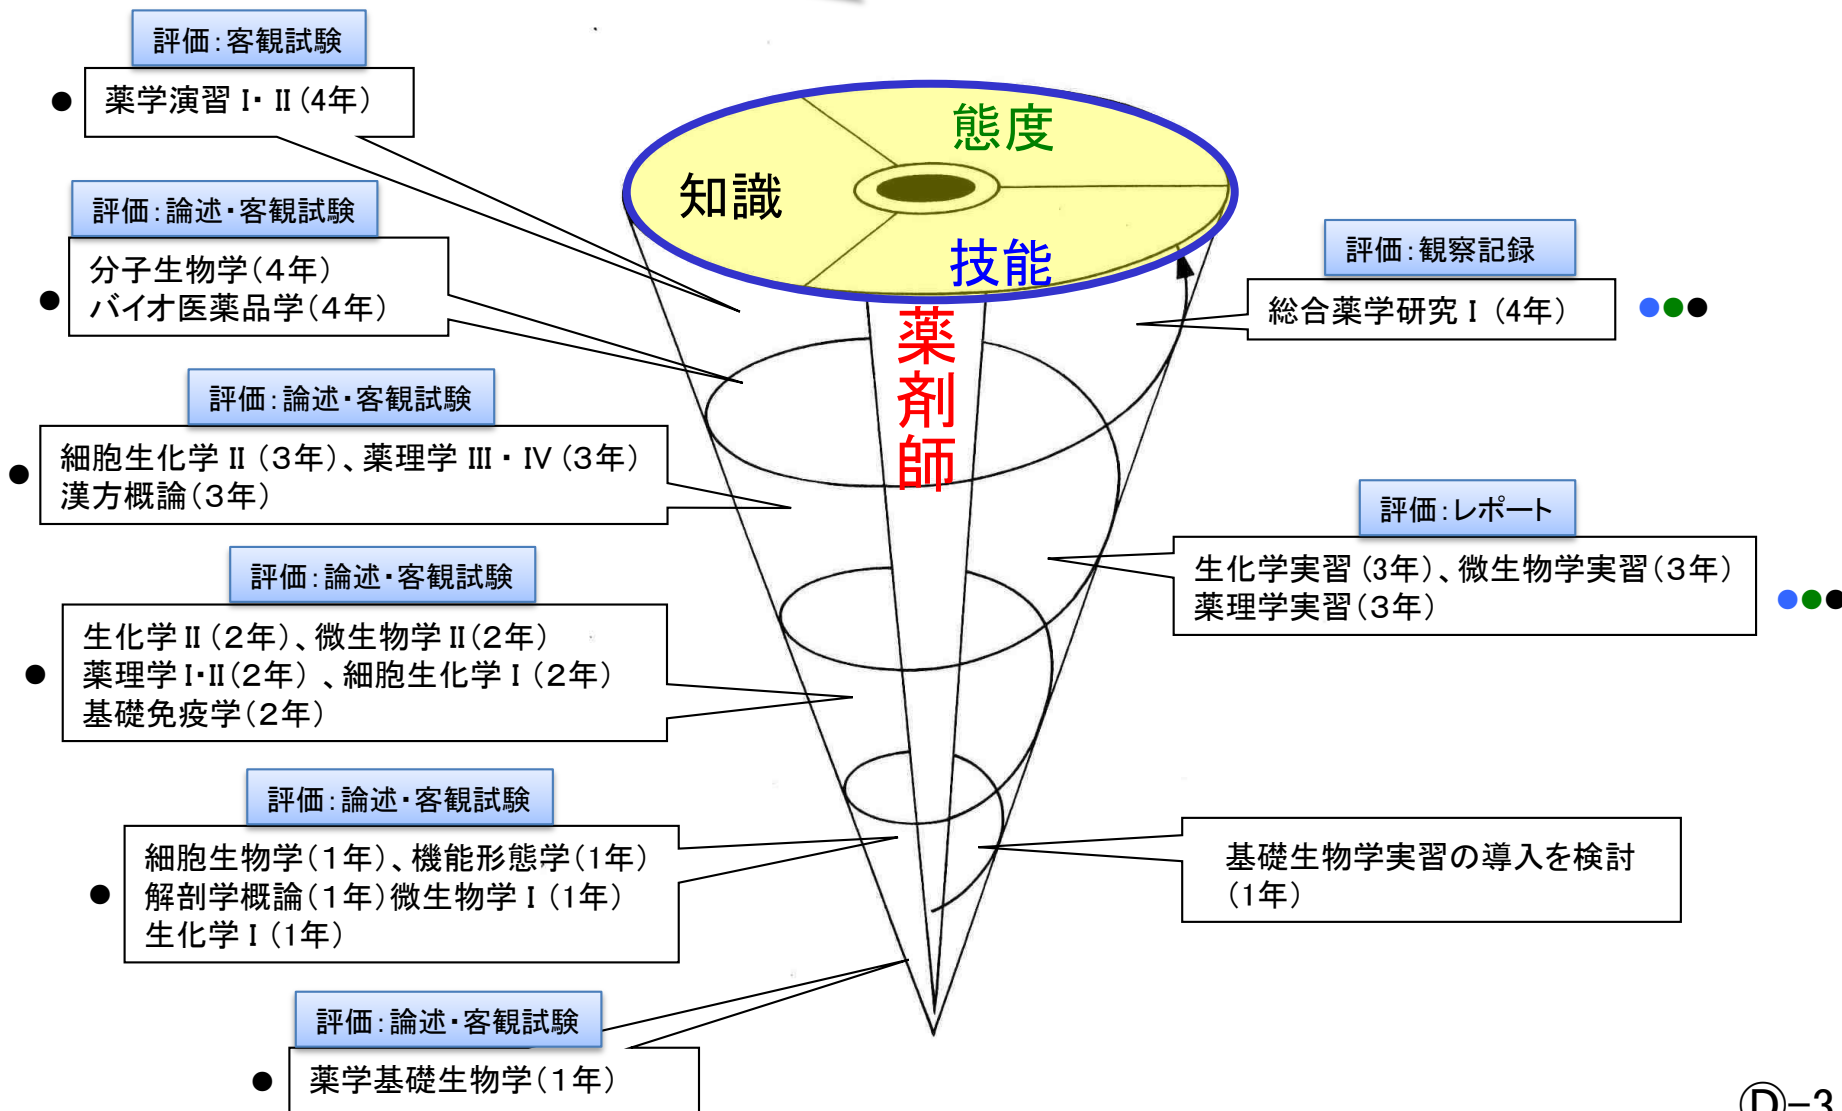 評価：客観試験
薬学演習 I・ II (4年)
評価：論述・客観試験
分子生物学(４年)
バイオ医薬品学(４年)
評価：論述・客観試験
細胞生化学 II (３年)、薬理学 III ・ IV (３年)
漢方概論(３年)
評価：論述・客観試験
生化学 II (２年)、微生物学 II(２年)
薬理学 I・II(２年) 、細胞生化学 I (２年)
基礎免疫学(２年)
評価：論述・客観試験
細胞生物学(１年)、機能形態学(1年)
解剖学概論(１年)微生物学 I (１年)
生化学 I (1年)
評価：論述・客観試験
薬学基礎生物学(１年)
態度
知識
技能
薬剤師
評価：観察記録
総合薬学研究 I (4年)
評価：レポート
生化学実習 (3年)、微生物学実習(３年)
薬理学実習(３年)
基礎生物学実習の導入を検討
(1年)
Ⓓ−3